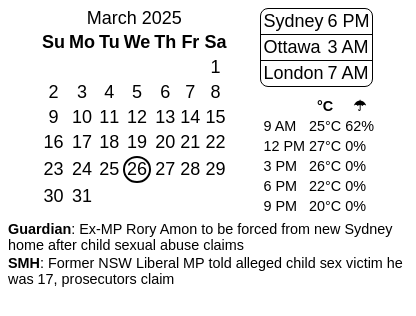 March 2025
Su Mo Tu We Th Fr Sa
1
2 3 4 5 6 7 8
9 10 11 12 13 14 15
16 17 18 19 20 21 22
23 24 25 26 27 28 29
30 31
Sydney 6 PM
Ottawa 3 AM
London 7 AM
°C ☂
9 AM 25°C 62%
12 PM 27°C 0%
3 PM 26°C 0%
6 PM 22°C 0%
9 PM 20°C 0%
Guardian: Ex-MP Rory Amon to be forced from new Sydney
home after child sexual abuse claims
SMH: Former NSW Liberal MP told alleged child sex victim he
was 17, prosecutors claim